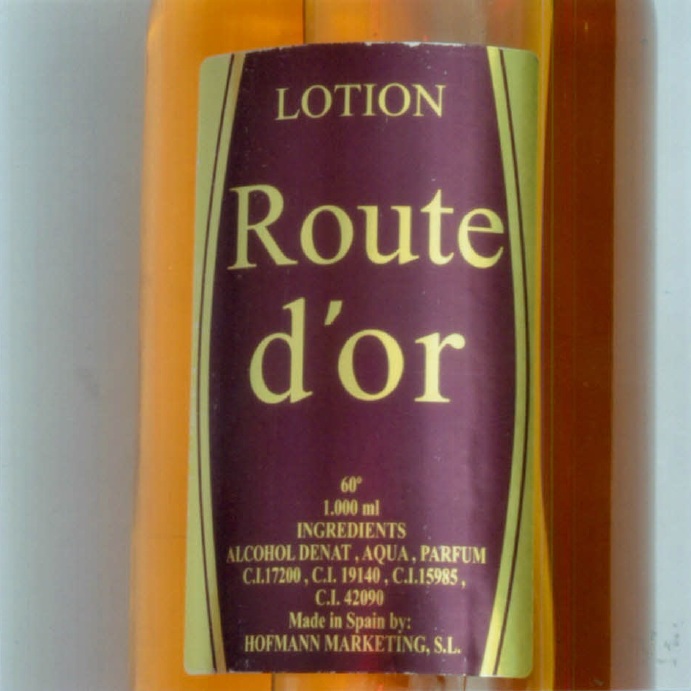 LOTION
Route
d'or
60º
1.000 ml
INGREDIENTS
ALCOHOL DENAT , AQUA , PARFUM
C.I.17200 , C.I. 19140 , C.I.15985 ,
C.I. 42090
Made in Spain by:
HOFMANN MARKETING, S.L.